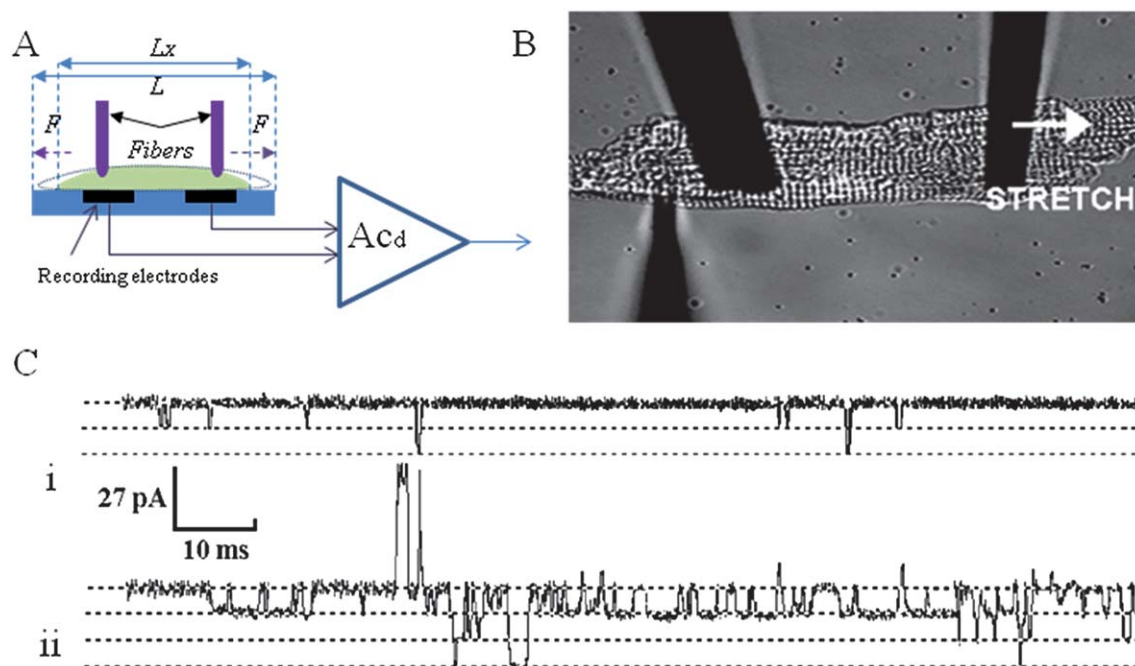 A
Lx
L
F
F
Fibers
Acd
Recording electrodes
B
STRETCH
C
i
27 pA
10 ms
ii